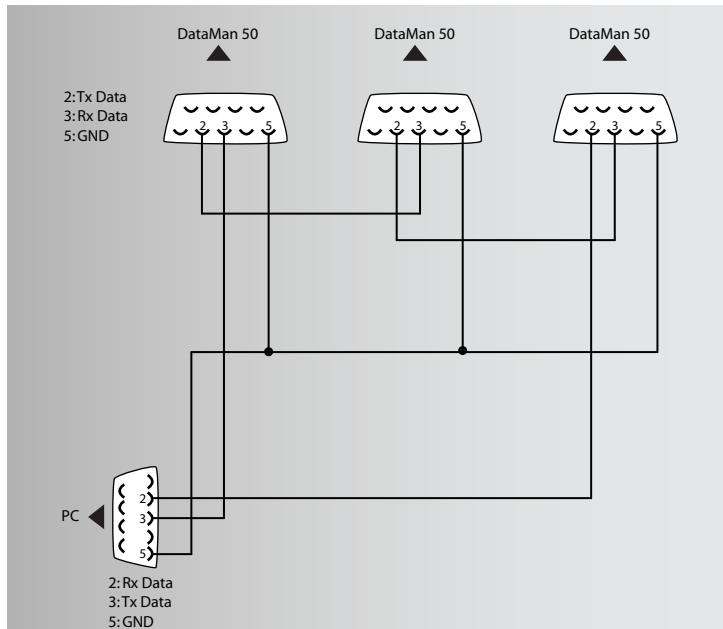 DataMan 50 DataMan 50 DataMan 50
2:Tx Data
3:Rx Data
5:GND
2 3 5 2 3 5 2 3 5
2
3
PC
5
2:Rx Data
3:Tx Data
5:GND